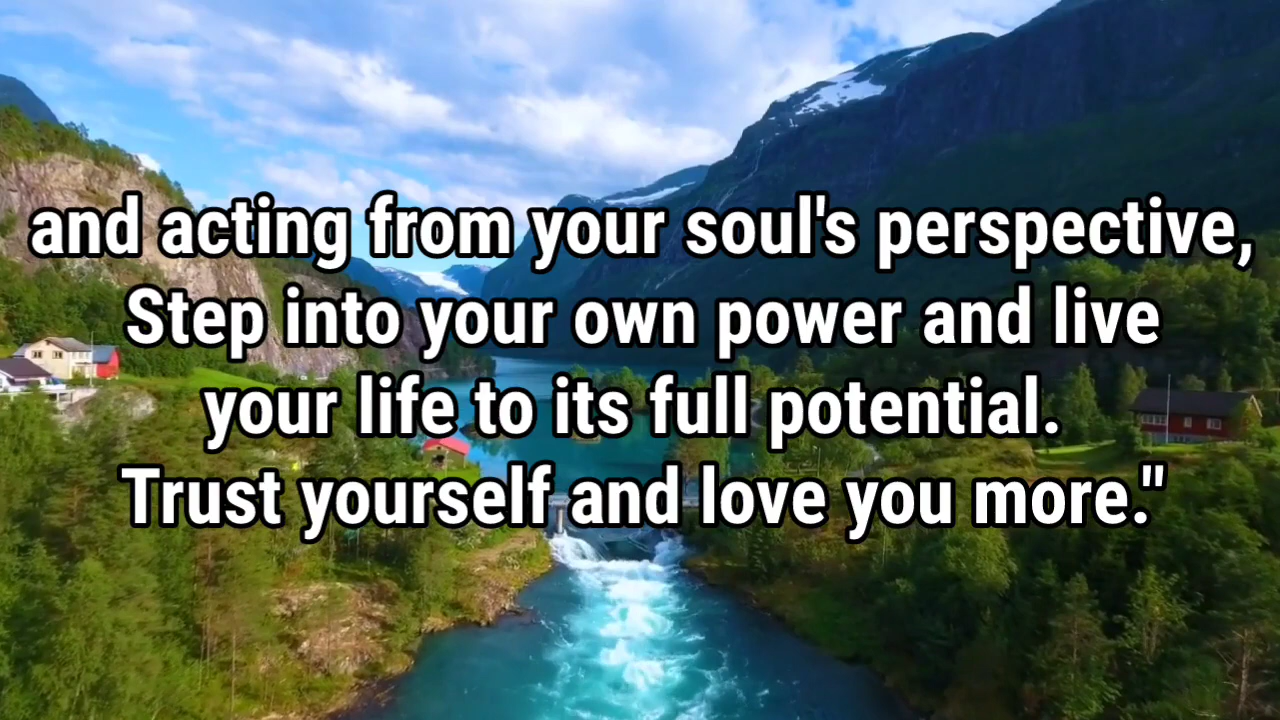 and acting from your soul's perspective,
Step into your own power and live
your life to its full potential.
Trust yourself and love you more."